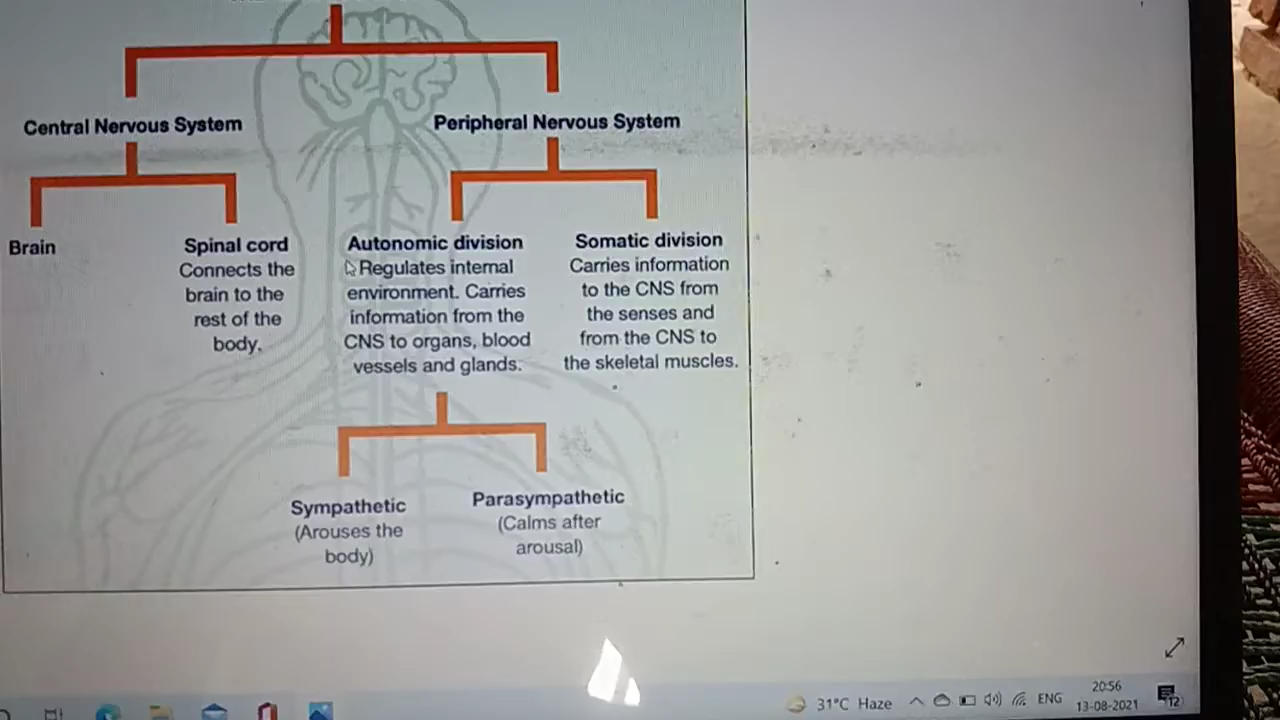 Central Nervous System
Peripheral Nervous System
Brain
Spinal cord
Connects the
brain to the
rest of the
body.
Autonomic division
Regulates internal
environment. Carries
information from the
CNS to organs, blood
vessels and glands.
Somatic division
Carries information
to the CNS from
the senses and
from the CNS to
the skeletal muscles.
Sympathetic
(Arouses the
body)
Parasympathetic
(Calms after
arousal)
31°C Haze
ENG
20:56
13-08-2021
12